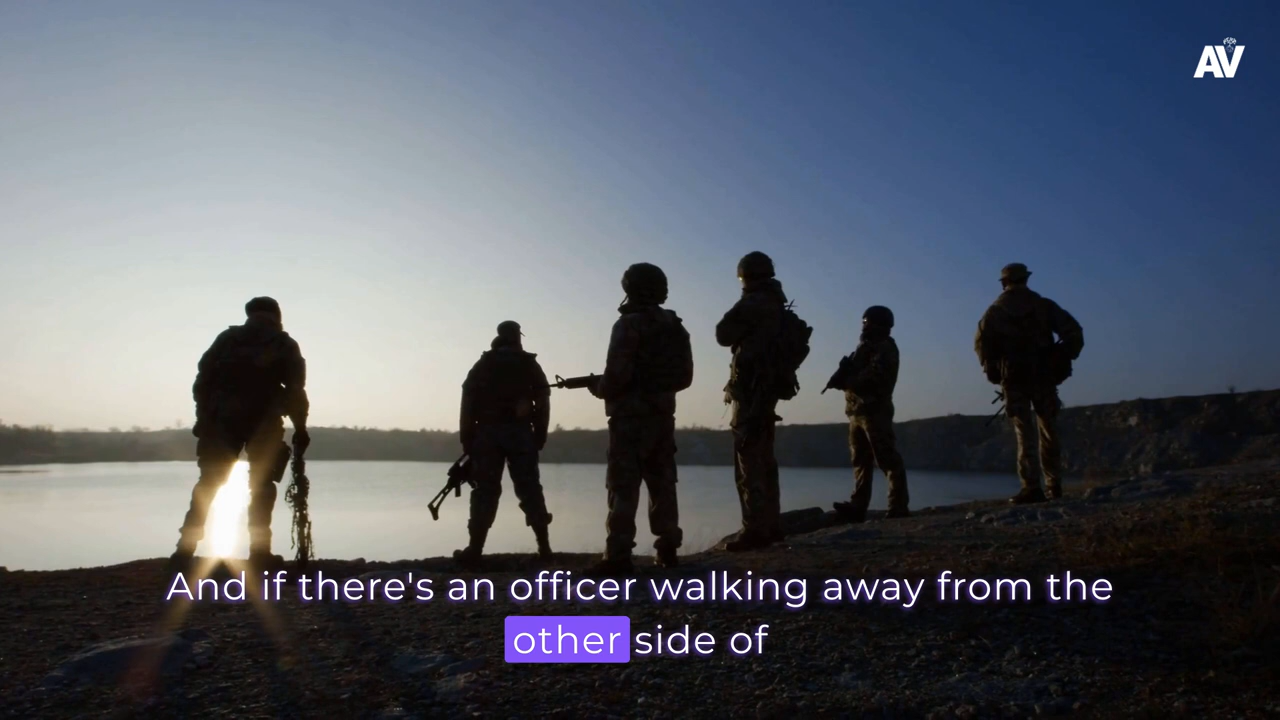 AV
And if there's an officer walking away from the
other side of